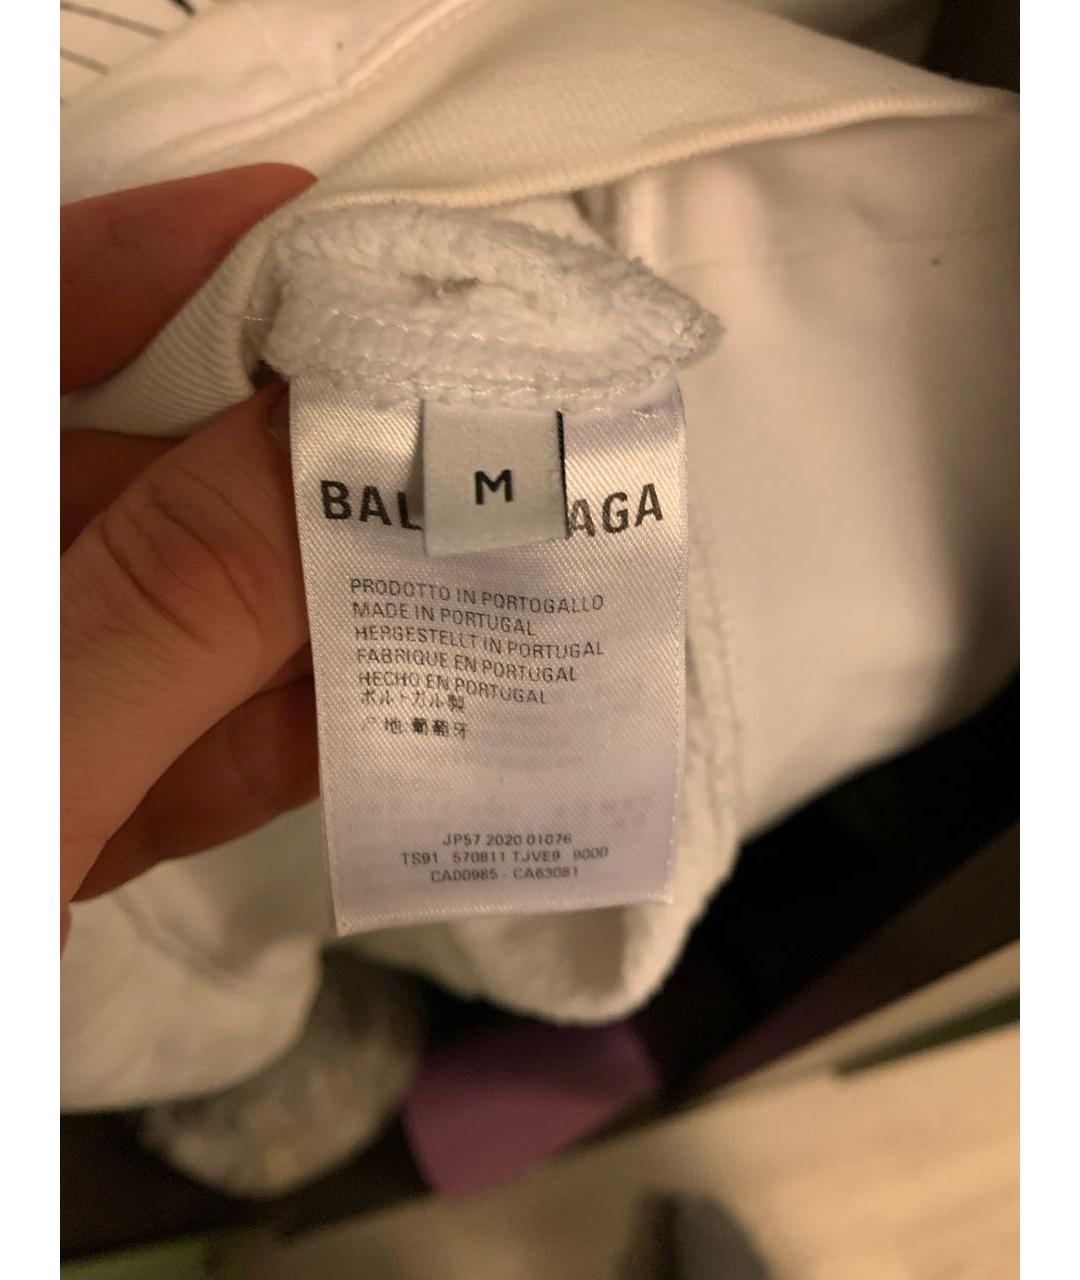 M
BAL AGA
PRODOTTO IN PORTOGALLO
MADE IN PORTUGAL
HERGESTELLT IN PORTUGAL
FABRIQUE EN PORTUGAL
HECHO EN PORTUGAL
ポルトガル製
产地:葡萄牙
JP57 2020 01076
TS91 570811 TJVE9 9000
CA00985 - CA63081